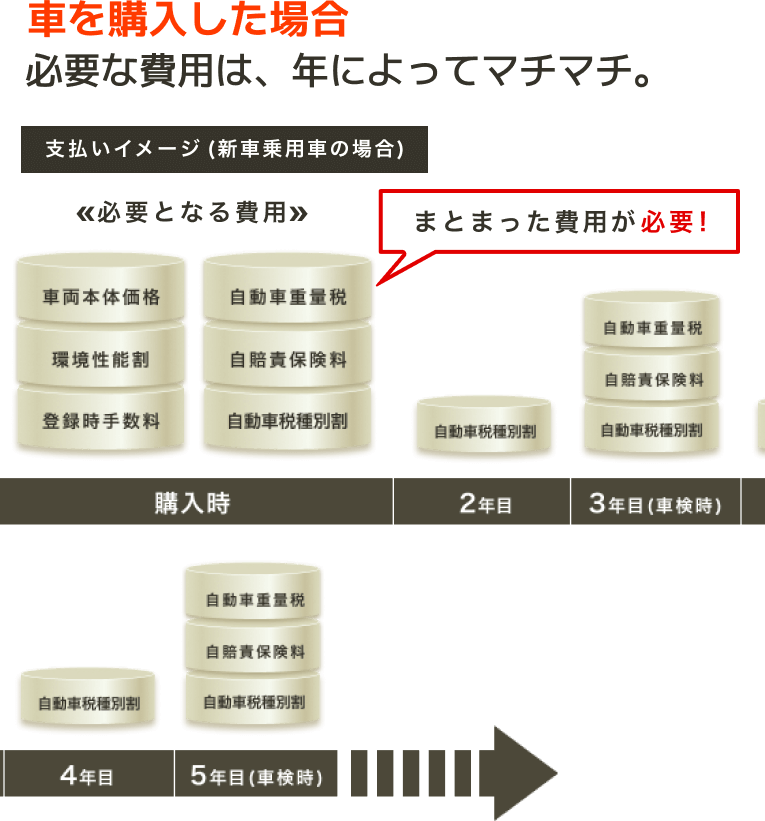 車を購入した場合
必要な費用は、年によってマチマチ。
支払いイメージ(新車乗用車の場合)
≪必要となる費用≫
まとまった費用が必要！
車両本体価格
環境性能割
登録時手数料
自動車重量税
自賠責保険料
自動車税種別割
自動車税種別割
自動車重量税
自賠責保険料
自動車税種別割
購入時
2年目
3年目(車検時)
自動車税種別割
自動車重量税
自賠責保険料
自動車税種別割
4年目
5年目(車検時)